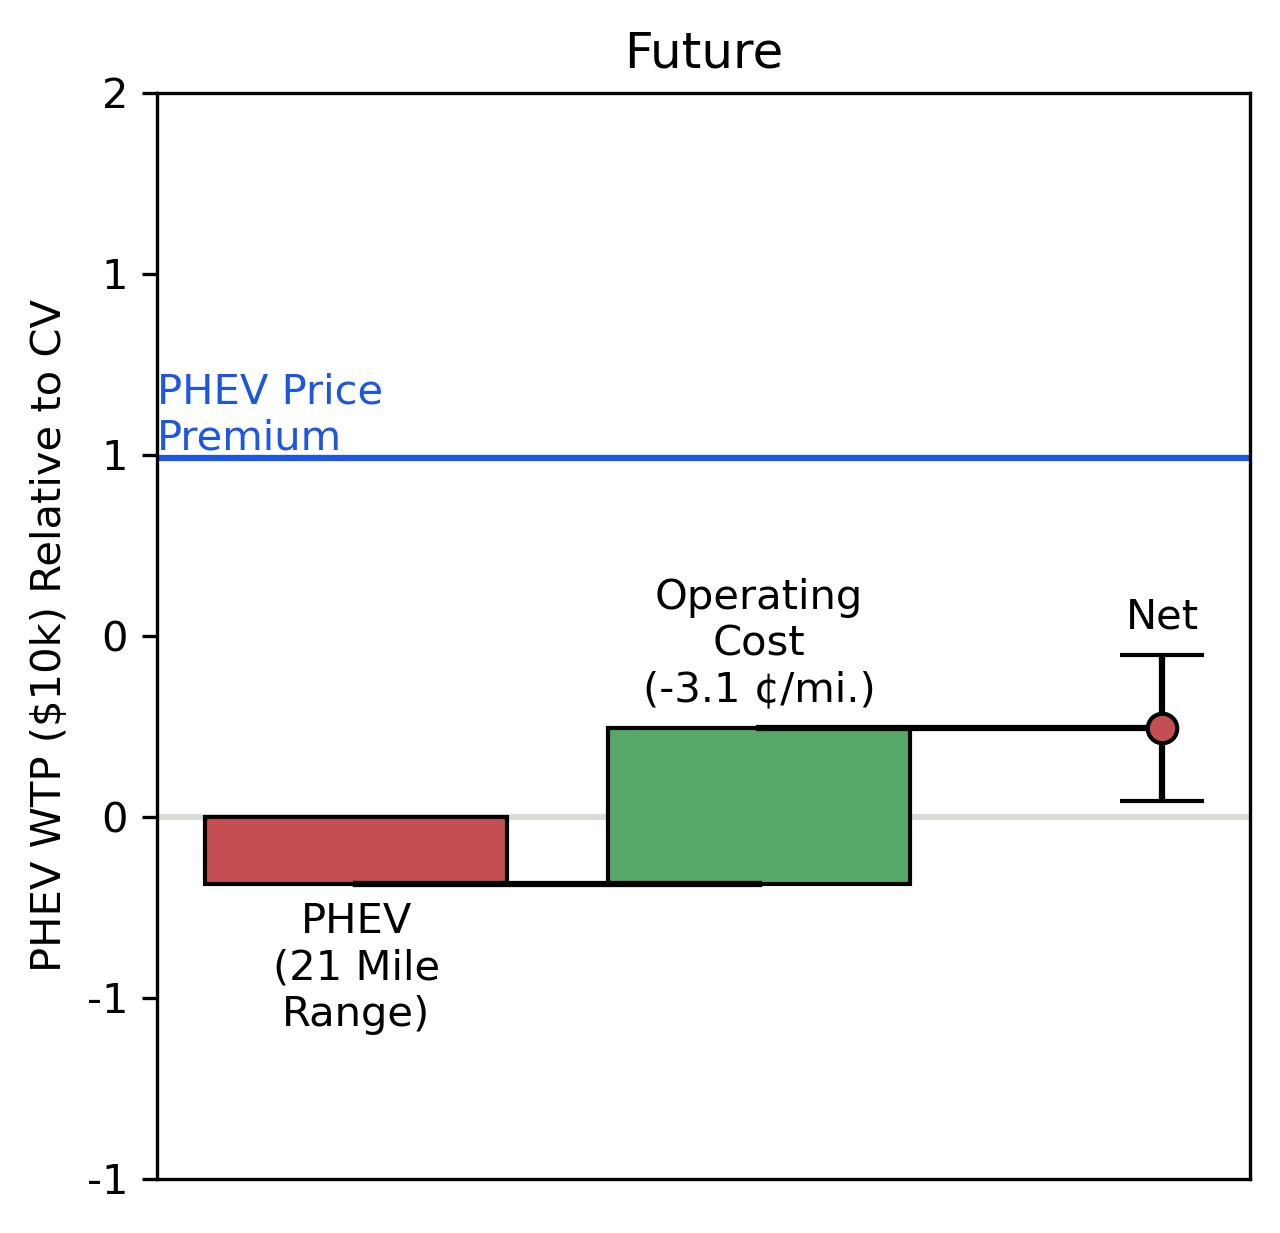 Future
2
1
1
0
0
-1
-1
PHEV WTP ($10k) Relative to CV
PHEV Price
Premium
Operating
Cost
(-3.1 ¢/mi.)
Net
PHEV
(21 Mile
Range)